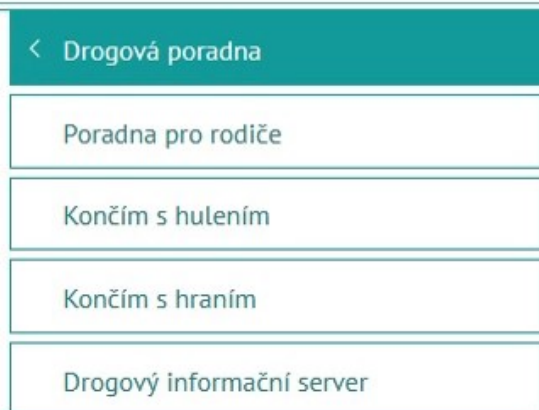 Drogová poradna
Poradna pro rodiče
Končím s hulením
Končím s hraním
Drogový informační server